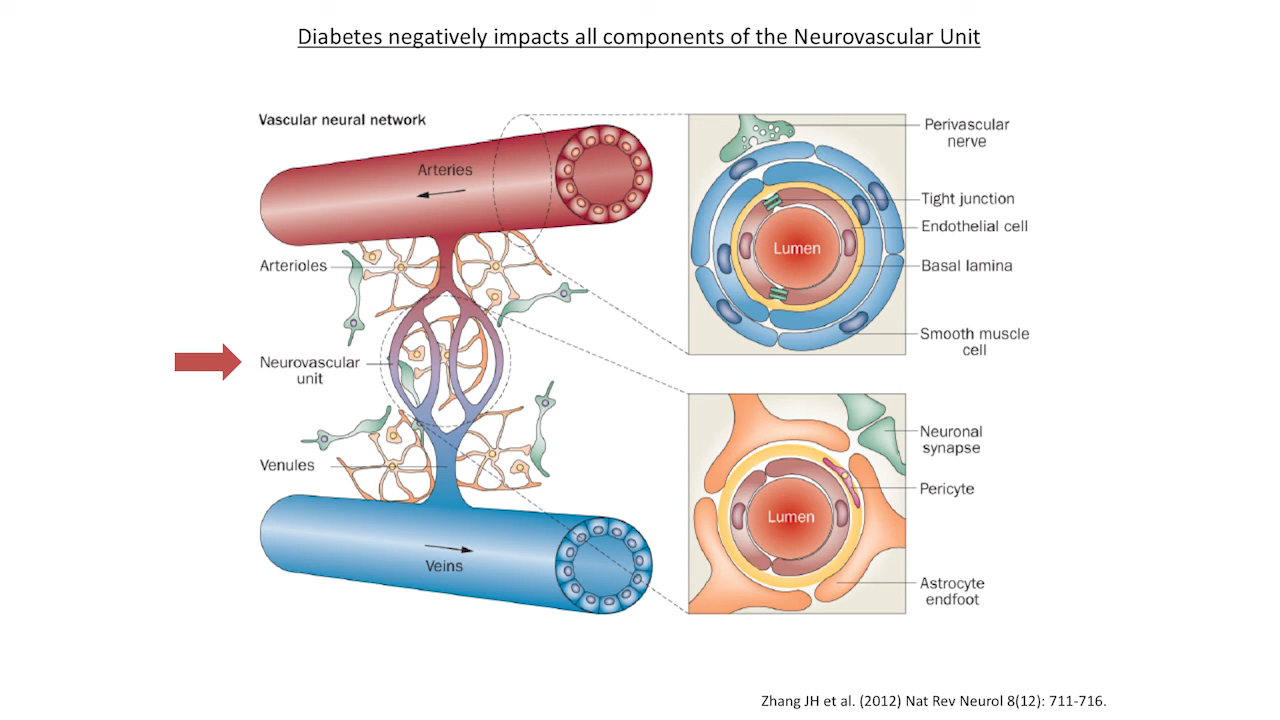 Diabetes negatively impacts all components of the Neurovascular Unit
Vascular neural network
Arteries
Arterioles
Neurovascular
unit
Venules
Veins
Perivascular
nerve
Tight junction
Endothelial cell
Lumen
Basal lamina
Smooth muscle
cell
Neuronal
synapse
Pericyte
Lumen
Astrocyte
endfoot
Zhang JH et al. (2012) Nat Rev Neurol 8(12): 711-716.